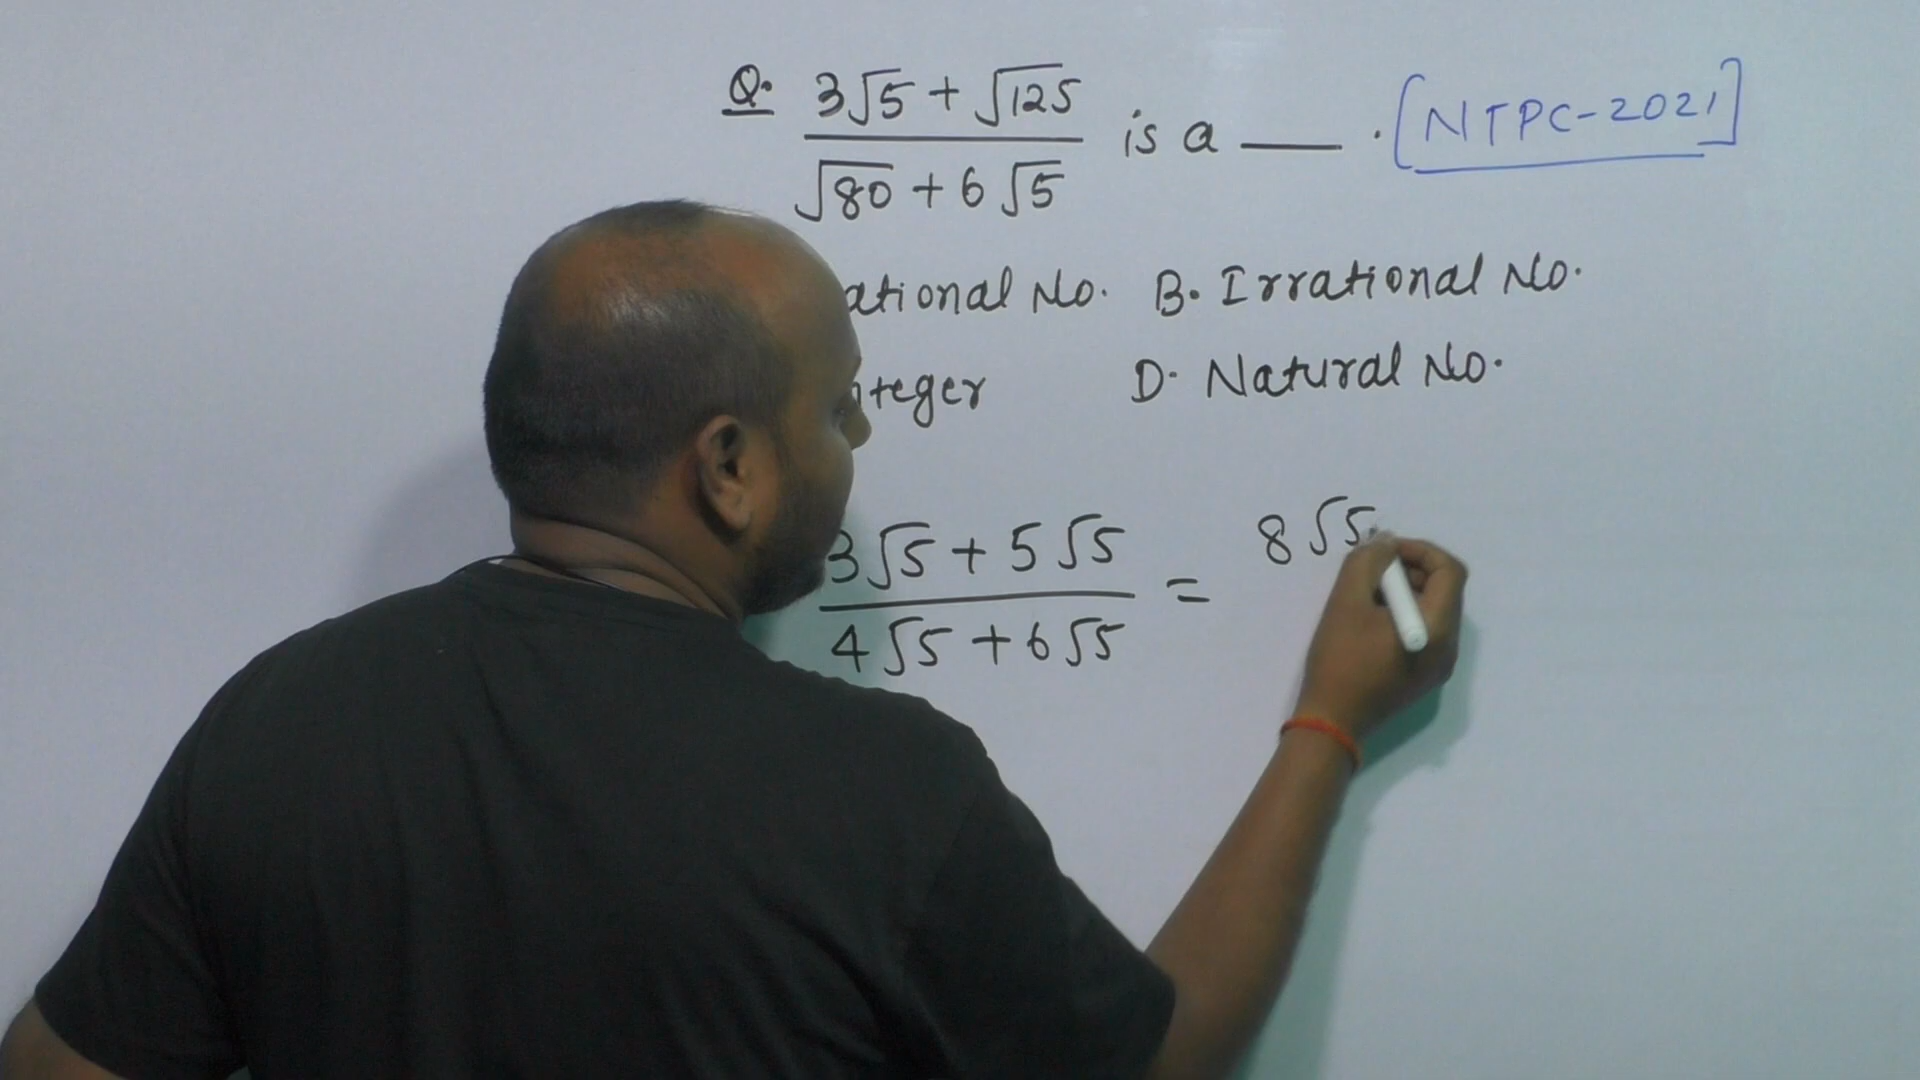 Q. 3√5 + √125 / √80 + 6√5 is a ___ . [NTPC-2021]
ational No. B. Irrational No.
nteger D. Natural No.
3√5 + 5√5 / 4√5 + 6√5 = 8√5